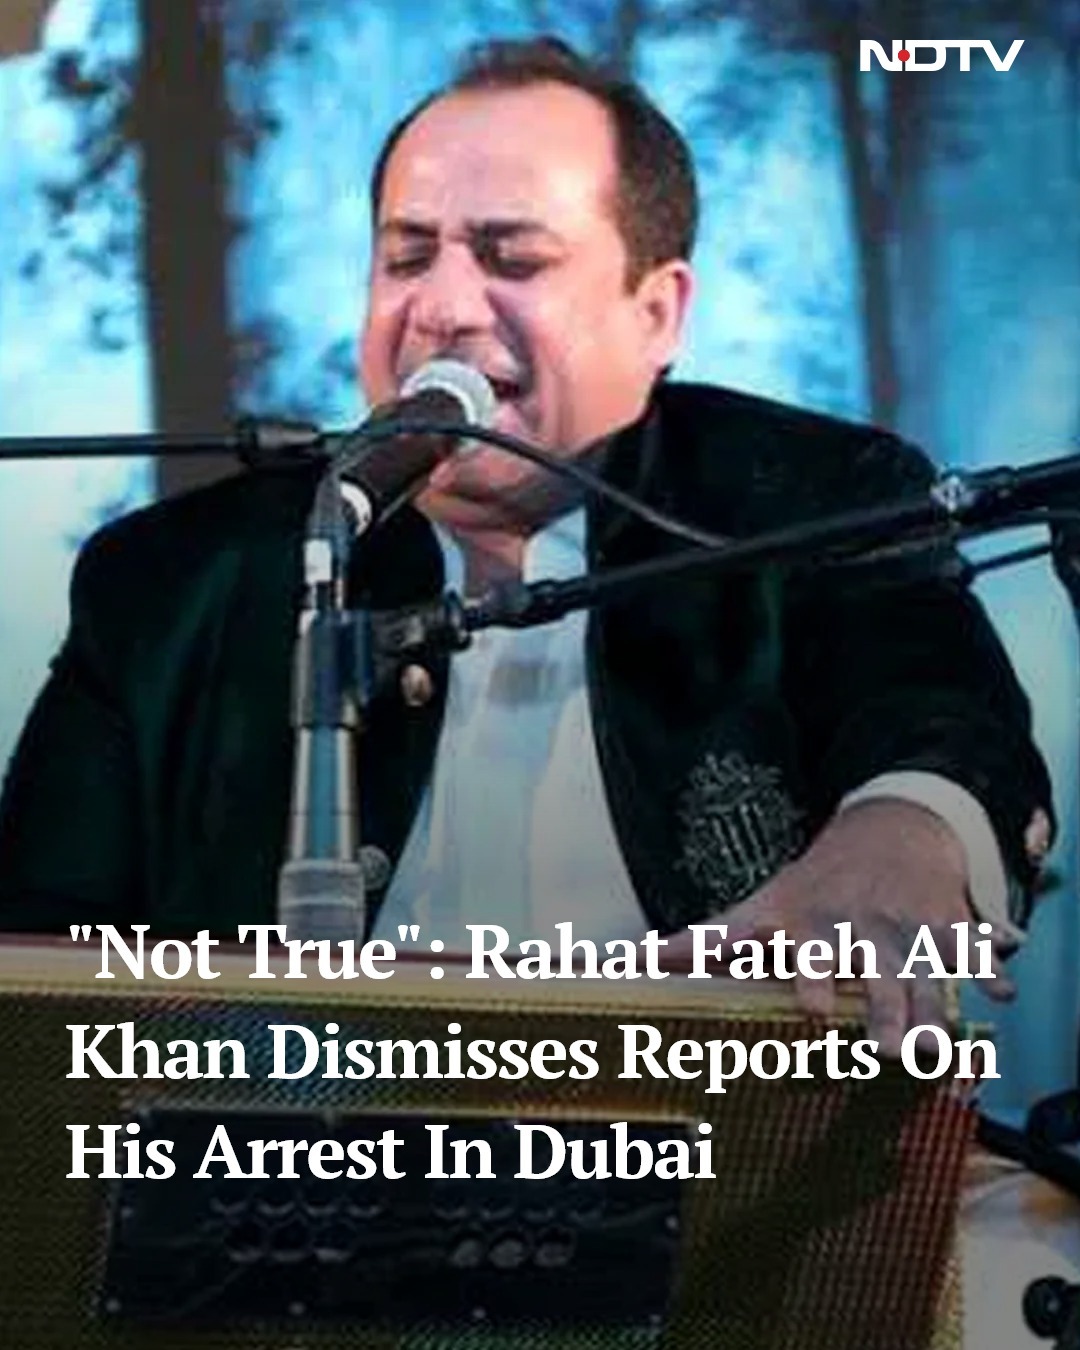 NDTV
"Not True": Rahat Fateh Ali
Khan Dismisses Reports On
His Arrest In Dubai